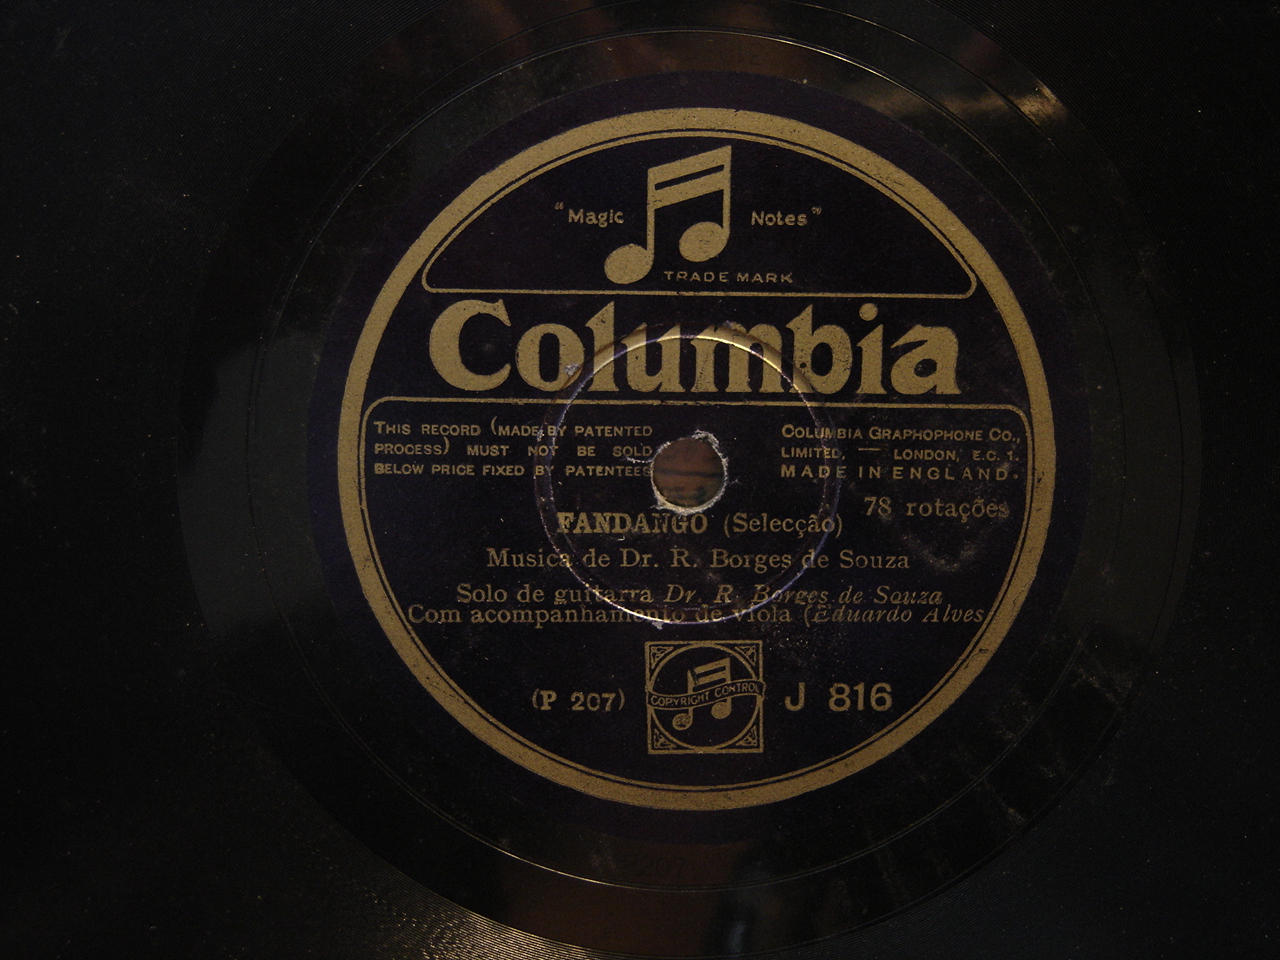 "Magic Notes"
TRADE MARK
Columbia
THIS RECORD (MADE BY PATENTED
PROCESS) MUST NOT BE SOLD
BELOW PRICE FIXED BY PATENTEES
COLUMBIA GRAPHOPHONE CO.,
LIMITED, — LONDON, E.C. 1.
MADE IN ENGLAND.
78 rotações
FANDANGO (Selecção)
Musica de Dr. R. Borges de Souza
Solo de guitarra Dr. R. Borges de Souza
Com acompanhamento de viola (Eduardo Alves
(P 207)
COPYRIGHT CONTROL
J 816